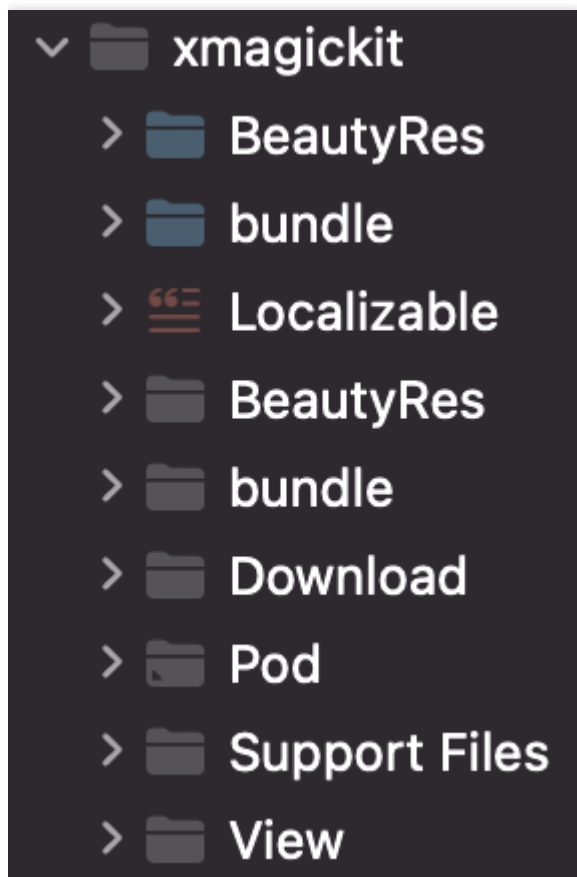 xmagickit
BeautyRes
bundle
Localizable
BeautyRes
bundle
Download
Pod
Support Files
View